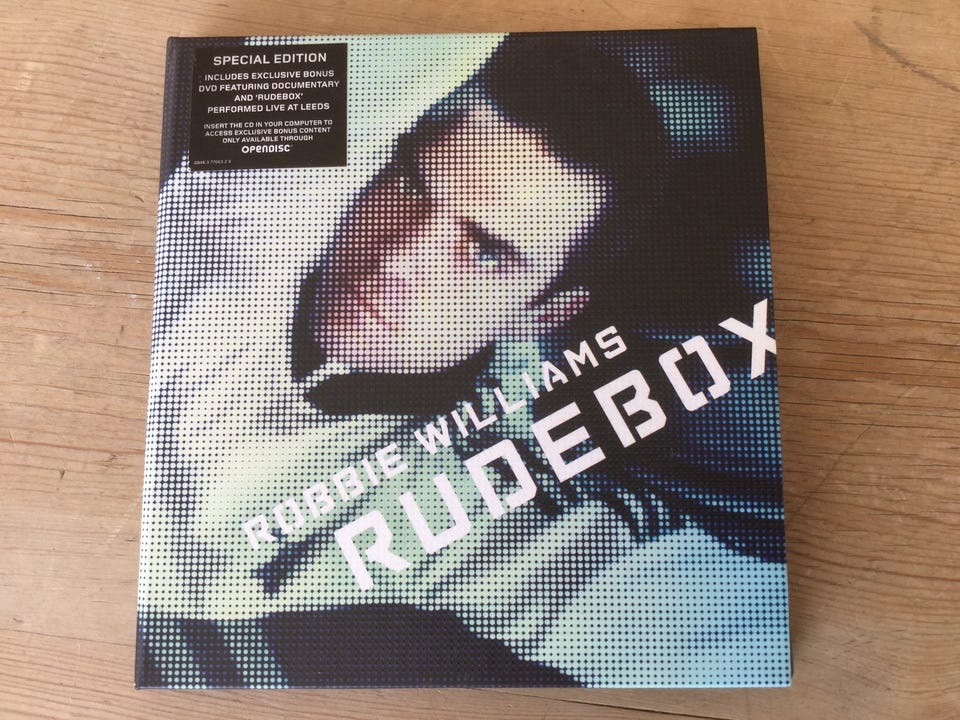 SPECIAL EDITION
INCLUDES EXCLUSIVE BONUS
DVD FEATURING DOCUMENTARY
AND 'RUDEBOX'
PERFORMED LIVE AT LEEDS
INSERT THE CD IN YOUR COMPUTER TO
ACCESS EXCLUSIVE BONUS CONTENT
ONLY AVAILABLE THROUGH
OPENDISC
ROBBIE WILLIAMS
RUDEBOX